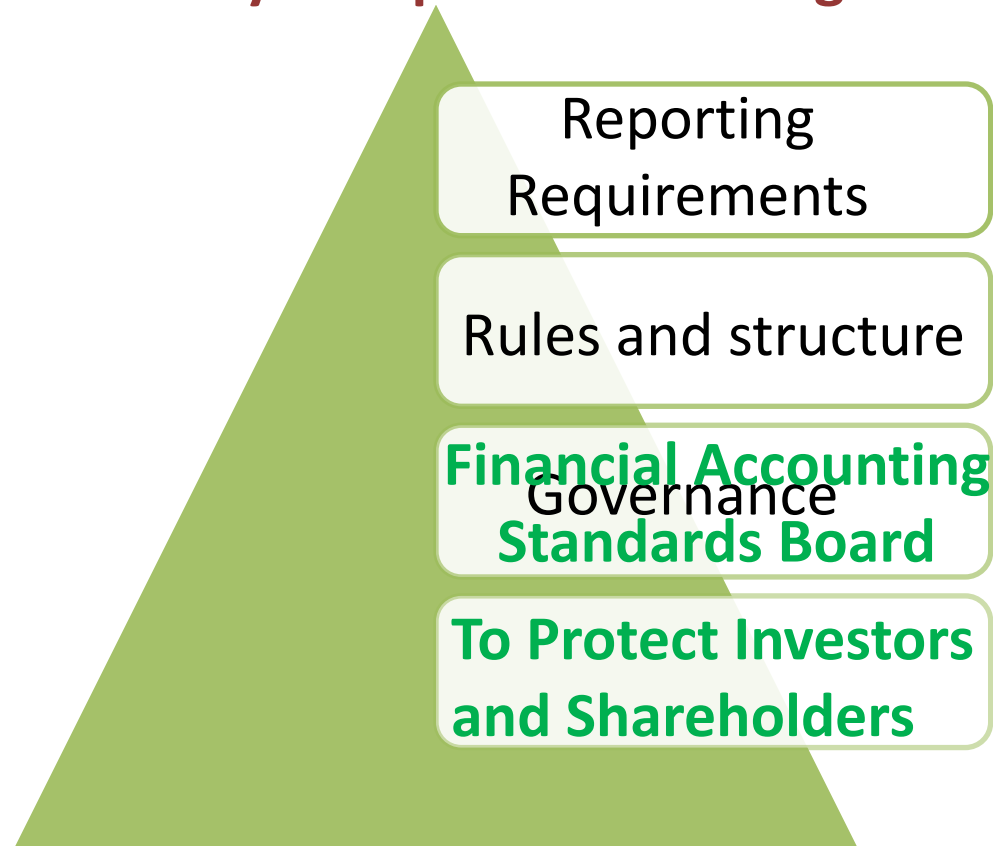 Reporting
Requirements
Rules and structure
Financial Accounting
Governance
Standards Board
To Protect Investors
and Shareholders